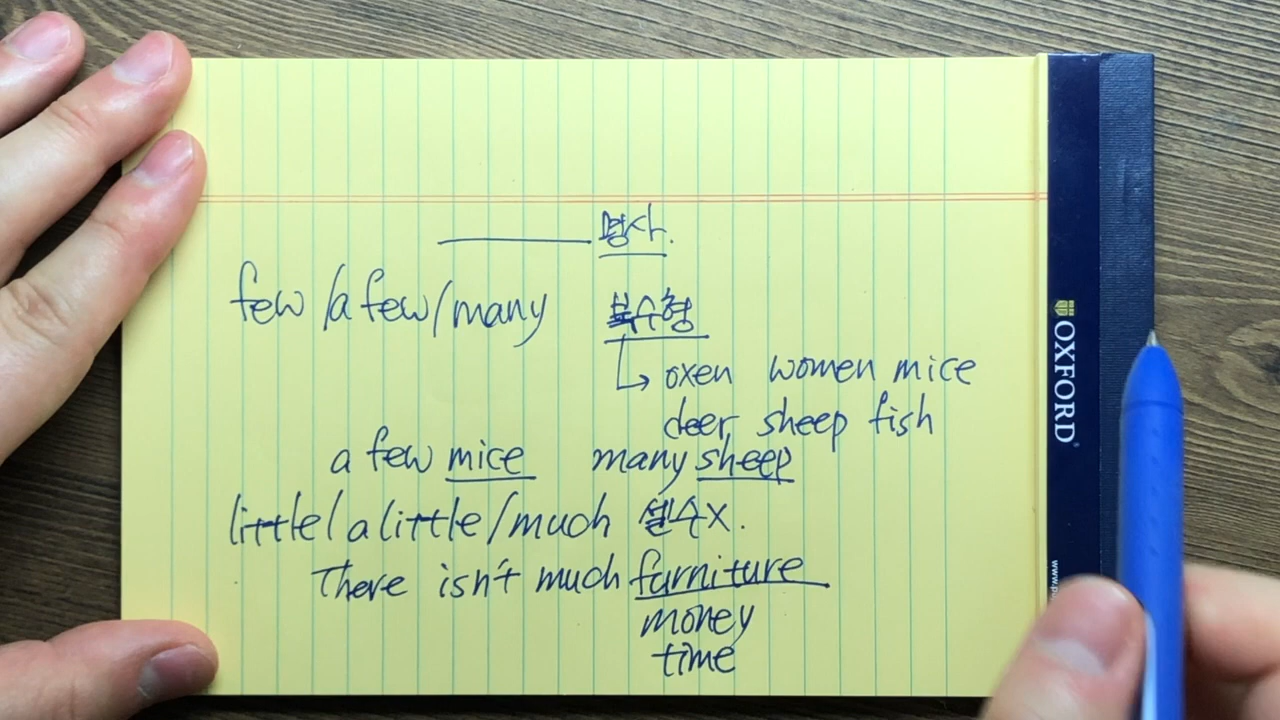 명사.
few / a few / many 복수형
↳ oxen women mice
deer sheep fish
a few mice many sheep
little / a little / much 셀수X.
There isn't much furniture
money
time
OXFORD